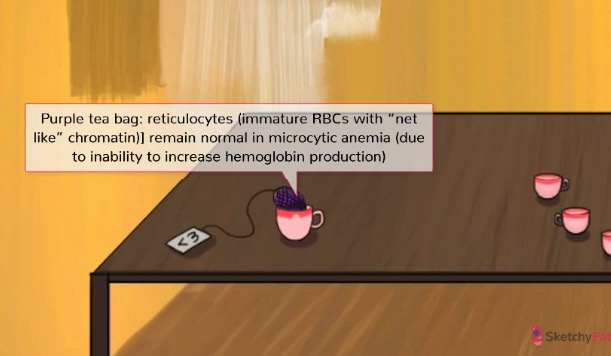 Purple tea bag: reticulocytes (immature RBCs with “net
like” chromatin)] remain normal in microcytic anemia (due
to inability to increase hemoglobin production)
<3
SketchyPat